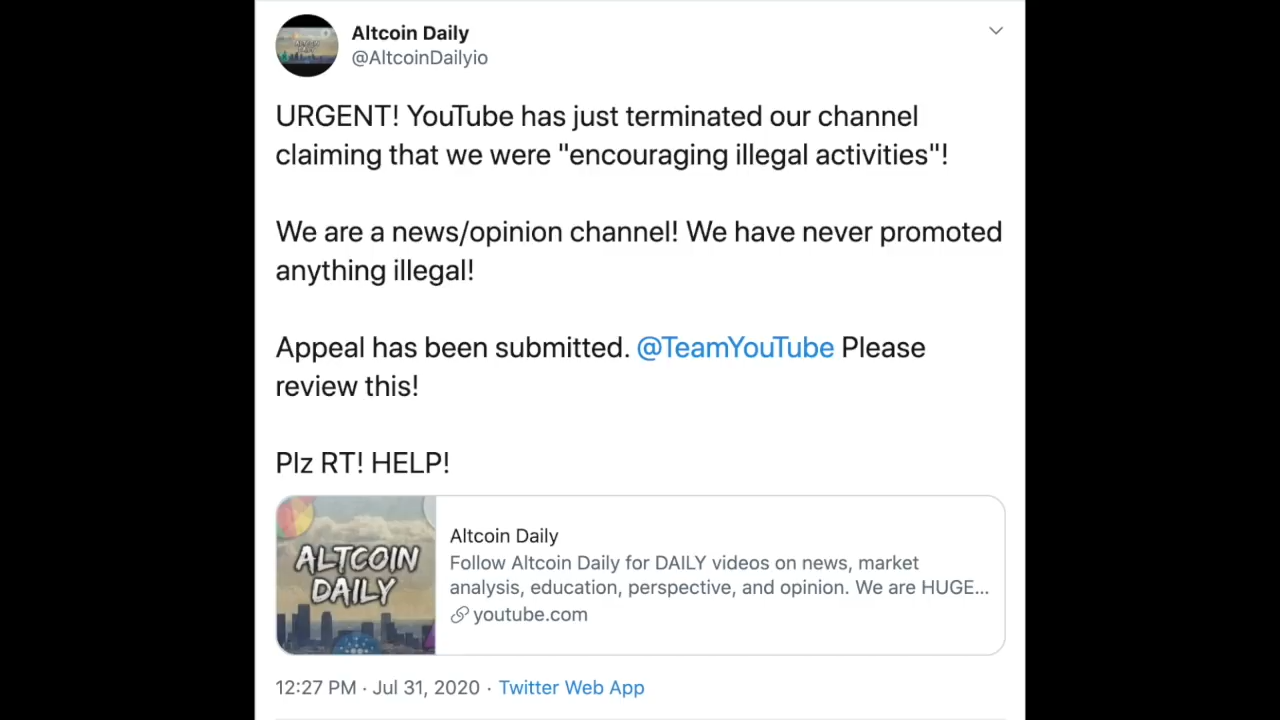 Altcoin Daily
@AltcoinDailyio
URGENT! YouTube has just terminated our channel
claiming that we were "encouraging illegal activities"!
We are a news/opinion channel! We have never promoted
anything illegal!
Appeal has been submitted. @TeamYouTube Please
review this!
Plz RT! HELP!
ALTCOIN
DAILY
Altcoin Daily
Follow Altcoin Daily for DAILY videos on news, market
analysis, education, perspective, and opinion. We are HUGE...
youtube.com
12:27 PM · Jul 31, 2020 · Twitter Web App